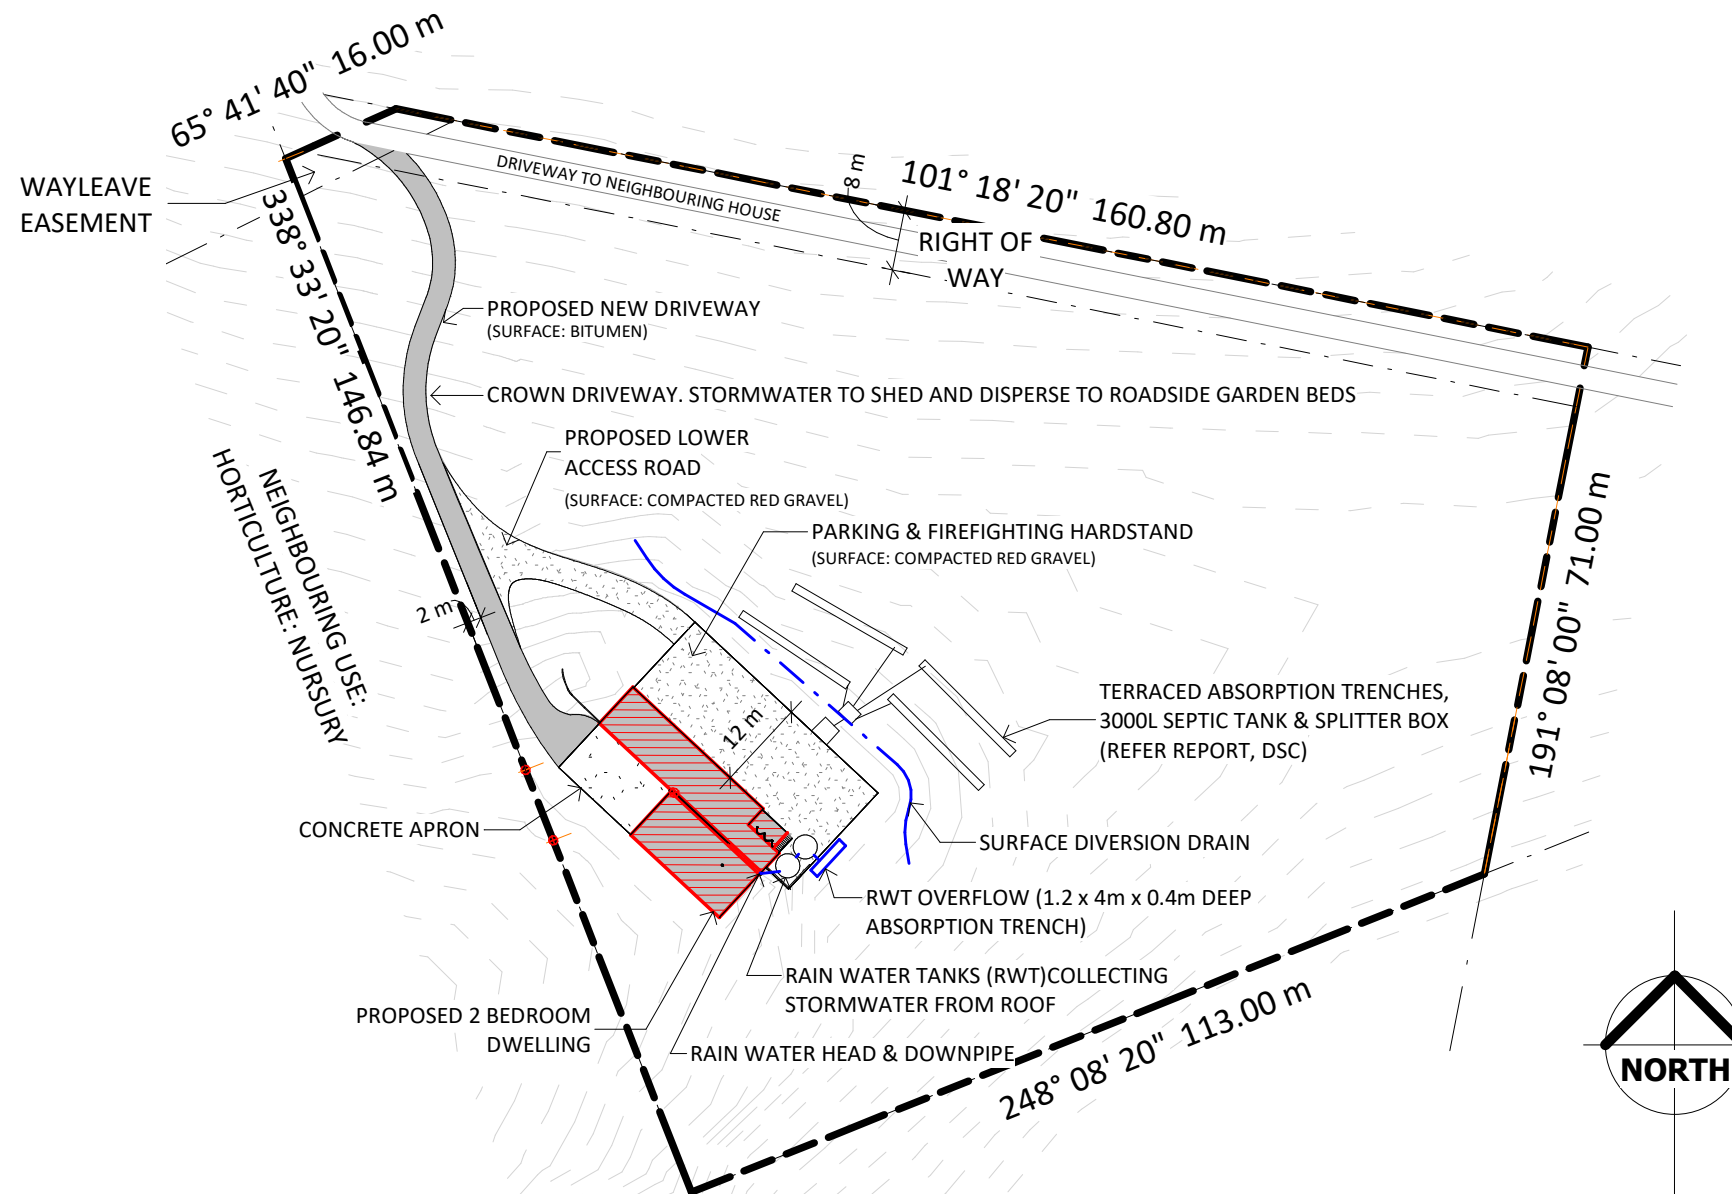 65° 41' 40" 16.00 m
WAYLEAVE
EASEMENT
DRIVEWAY TO NEIGHBOURING HOUSE
8 m
101° 18' 20" 160.80 m
RIGHT OF
WAY
338° 33' 20" 146.84 m
PROPOSED NEW DRIVEWAY
(SURFACE: BITUMEN)
CROWN DRIVEWAY. STORMWATER TO SHED AND DISPERSE TO ROADSIDE GARDEN BEDS
PROPOSED LOWER
ACCESS ROAD
(SURFACE: COMPACTED RED GRAVEL)
PARKING & FIREFIGHTING HARDSTAND
(SURFACE: COMPACTED RED GRAVEL)
NEIGHBOURING USE:
HORTICULTURE: NURSURY
2 m
12 m
191° 08' 00" 71.00 m
TERRACED ABSORPTION TRENCHES,
3000L SEPTIC TANK & SPLITTER BOX
(REFER REPORT, DSC)
CONCRETE APRON
SURFACE DIVERSION DRAIN
RWT OVERFLOW (1.2 x 4m x 0.4m DEEP
ABSORPTION TRENCH)
RAIN WATER TANKS (RWT)COLLECTING
STORMWATER FROM ROOF
PROPOSED 2 BEDROOM
DWELLING
RAIN WATER HEAD & DOWNPIPE
248° 08' 20" 113.00 m
NORTH